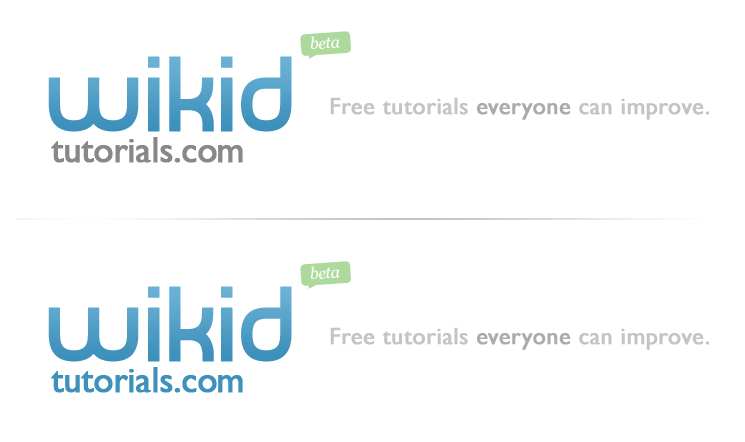 beta
wikid
tutorials.com
Free tutorials everyone can improve.
beta
wikid
tutorials.com
Free tutorials everyone can improve.